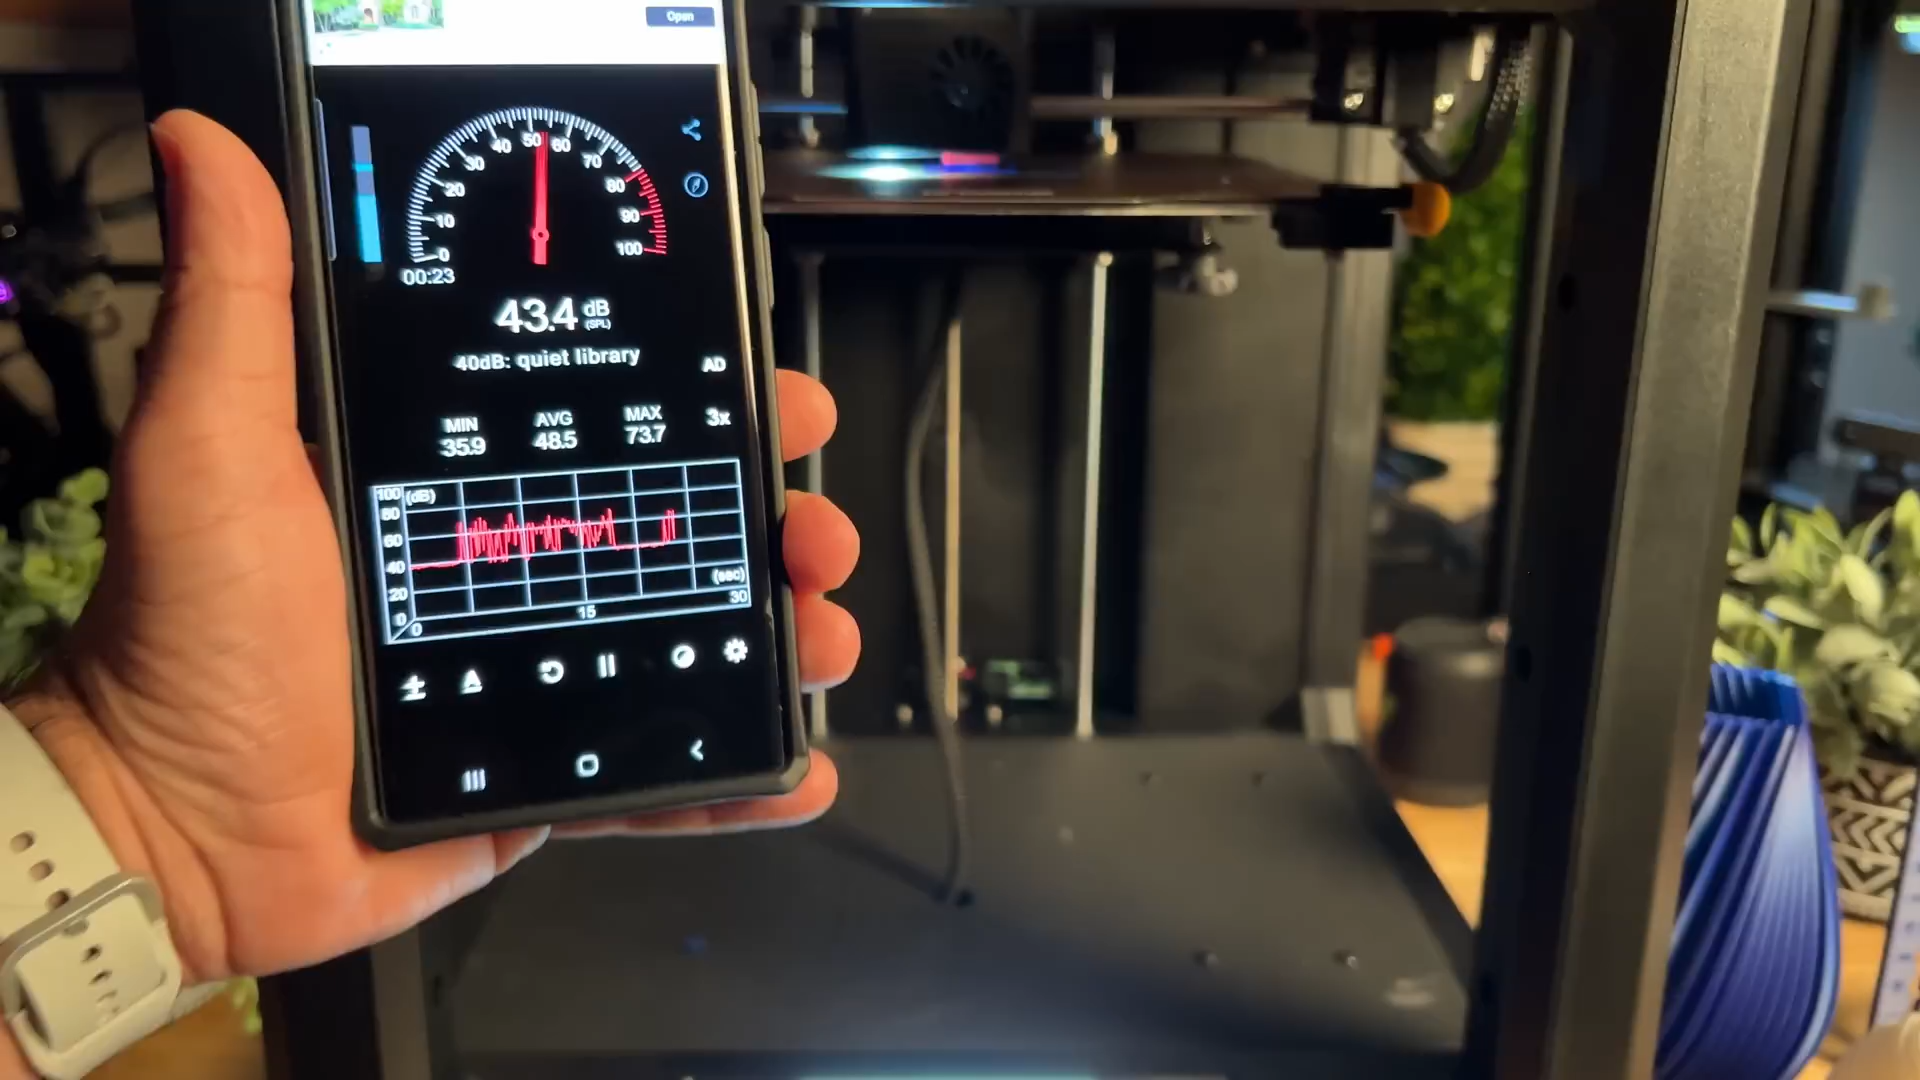 Open
0 10 20 30 40 50 60 70 80 90 100
00:23
43.4 dB
(SPL)
40dB: quiet library
AD
MIN AVG MAX 3x
35.9 48.5 73.7
100 (dB)
80
60
40
20
0
(sec)
0 15 30